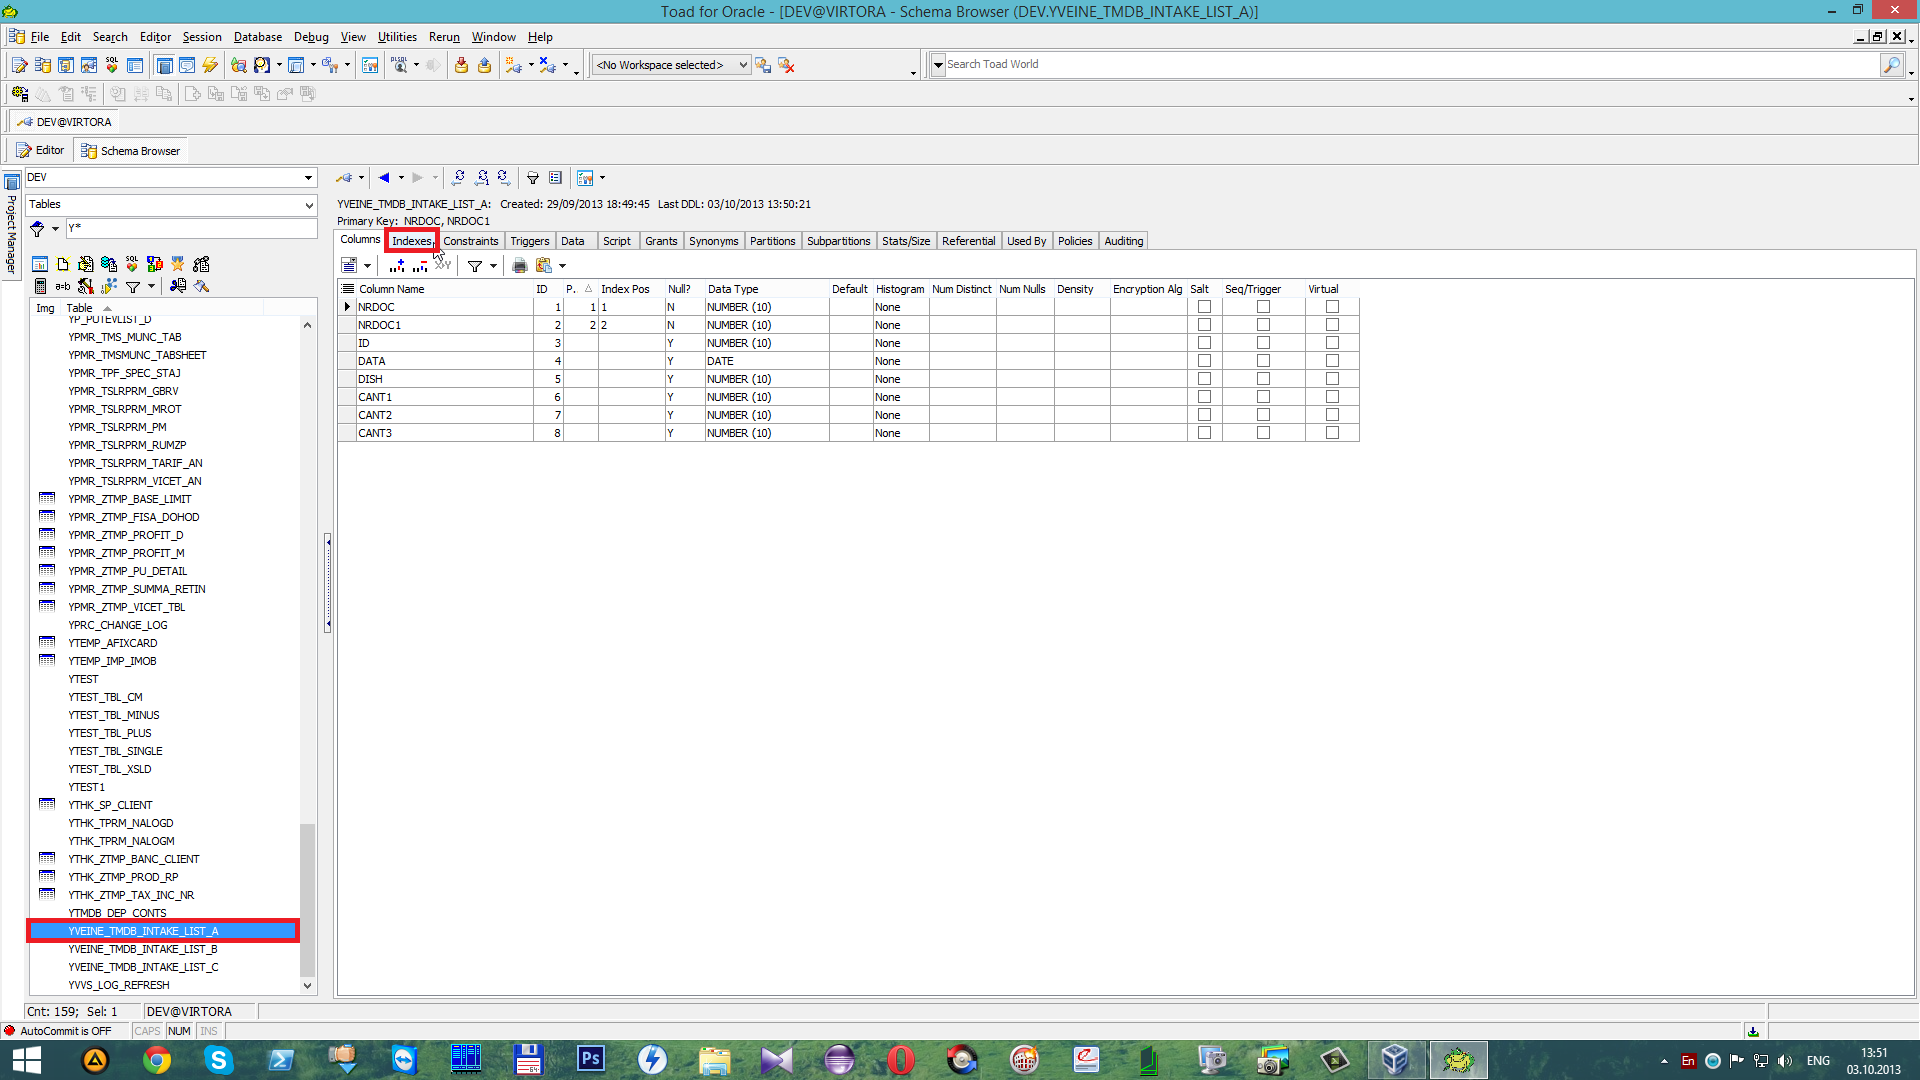 Toad for Oracle - [DEV@VIRTORA - Schema Browser (DEV.YVEINE_TMDB_INTAKE_LIST_A)]
File Edit Search Editor Session Database Debug View Utilities Rerun Window Help
SQL <No Workspace selected> Search Toad World
DEV@VIRTORA
Editor Schema Browser
Project Manager
DEV
Tables
Y*
Img Table
YP_PUTEVLIST_D
YPMR_TMS_MUNC_TAB
YPMR_TMSMUNC_TABSHEET
YPMR_TPF_SPEC_STAJ
YPMR_TSLRPRM_GBRV
YPMR_TSLRPRM_MROT
YPMR_TSLRPRM_PM
YPMR_TSLRPRM_RUMZP
YPMR_TSLRPRM_TARIF_AN
YPMR_TSLRPRM_VICET_AN
YPMR_ZTMP_BASE_LIMIT
YPMR_ZTMP_FISA_DOHOD
YPMR_ZTMP_PROFIT_D
YPMR_ZTMP_PROFIT_M
YPMR_ZTMP_PU_DETAIL
YPMR_ZTMP_SUMMA_RETIN
YPMR_ZTMP_VICET_TBL
YPRC_CHANGE_LOG
YTEMP_AFIXCARD
YTEMP_IMP_IMOB
YTEST
YTEST_TBL_CM
YTEST_TBL_MINUS
YTEST_TBL_PLUS
YTEST_TBL_SINGLE
YTEST_TBL_XSLD
YTEST1
YTHK_SP_CLIENT
YTHK_TPRM_NALOGD
YTHK_TPRM_NALOGM
YTHK_ZTMP_BANC_CLIENT
YTHK_ZTMP_PROD_RP
YTHK_ZTMP_TAX_INC_NR
YTMDB_DEP_CONTS
YVEINE_TMDB_INTAKE_LIST_A
YVEINE_TMDB_INTAKE_LIST_B
YVEINE_TMDB_INTAKE_LIST_C
YVVS_LOG_REFRESH
YVEINE_TMDB_INTAKE_LIST_A: Created: 29/09/2013 18:49:45 Last DDL: 03/10/2013 13:50:21
Primary Key: NRDOC, NRDOC1
Columns Indexes Constraints Triggers Data Script Grants Synonyms Partitions Subpartitions Stats/Size Referential Used By Policies Auditing
Column Name ID P.. Index Pos Null? Data Type Default Histogram Num Distinct Num Nulls Density Encryption Alg Salt Seq/Trigger Virtual
NRDOC 1 1 1 N NUMBER (10) None
NRDOC1 2 2 2 N NUMBER (10) None
ID 3 Y NUMBER (10) None
DATA 4 Y DATE None
DISH 5 Y NUMBER (10) None
CANT1 6 Y NUMBER (10) None
CANT2 7 Y NUMBER (10) None
CANT3 8 Y NUMBER (10) None
Cnt: 159; Sel: 1 DEV@VIRTORA
AutoCommit is OFF CAPS NUM INS
Ps En ENG 13:51
03.10.2013